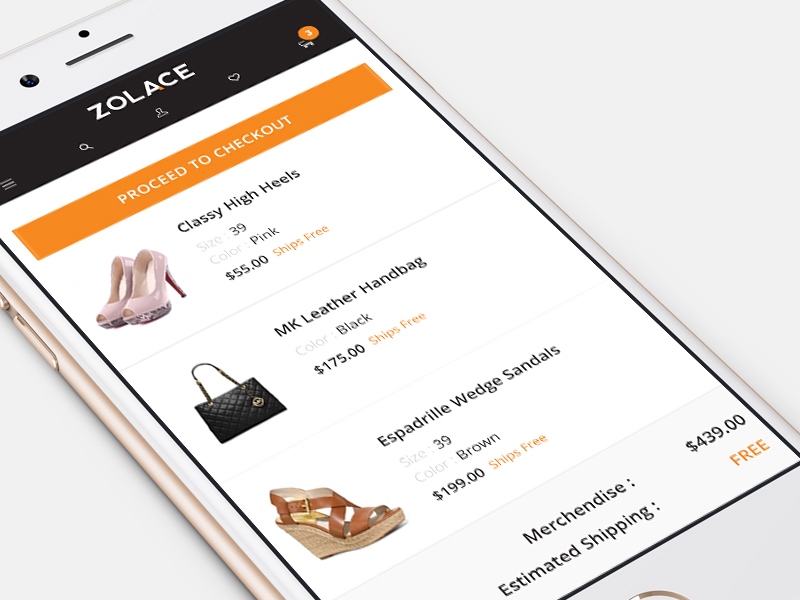 ZOLACE
3
PROCEED TO CHECKOUT
Classy High Heels
Size : 39
Color : Pink
$55.00 Ships Free
MK Leather Handbag
Color : Black
$175.00 Ships Free
Espadrille Wedge Sandals
Size : 39
Color : Brown
$199.00 Ships Free
Merchandise : $439.00
Estimated Shipping : FREE